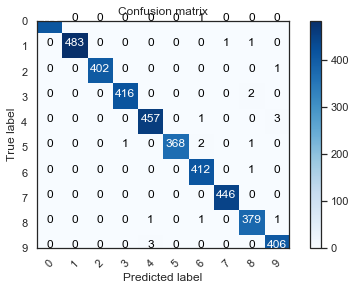 Confusion matrix
0 0 0 0 0 0 1 0 0 0
1 0 483 0 0 0 0 0 1 1 0
2 0 0 402 0 0 0 0 0 0 1
3 0 0 0 416 0 0 0 0 2 0
4 0 0 0 0 457 0 1 0 0 3
5 0 0 0 1 0 368 2 0 1 0
6 0 0 0 0 0 0 412 0 1 0
7 0 0 0 0 0 0 0 446 0 0
8 0 0 0 0 1 0 1 0 379 1
9 0 0 0 0 3 0 0 0 0 406
0 1 2 3 4 5 6 7 8 9
True label
Predicted label
400
300
200
100
0